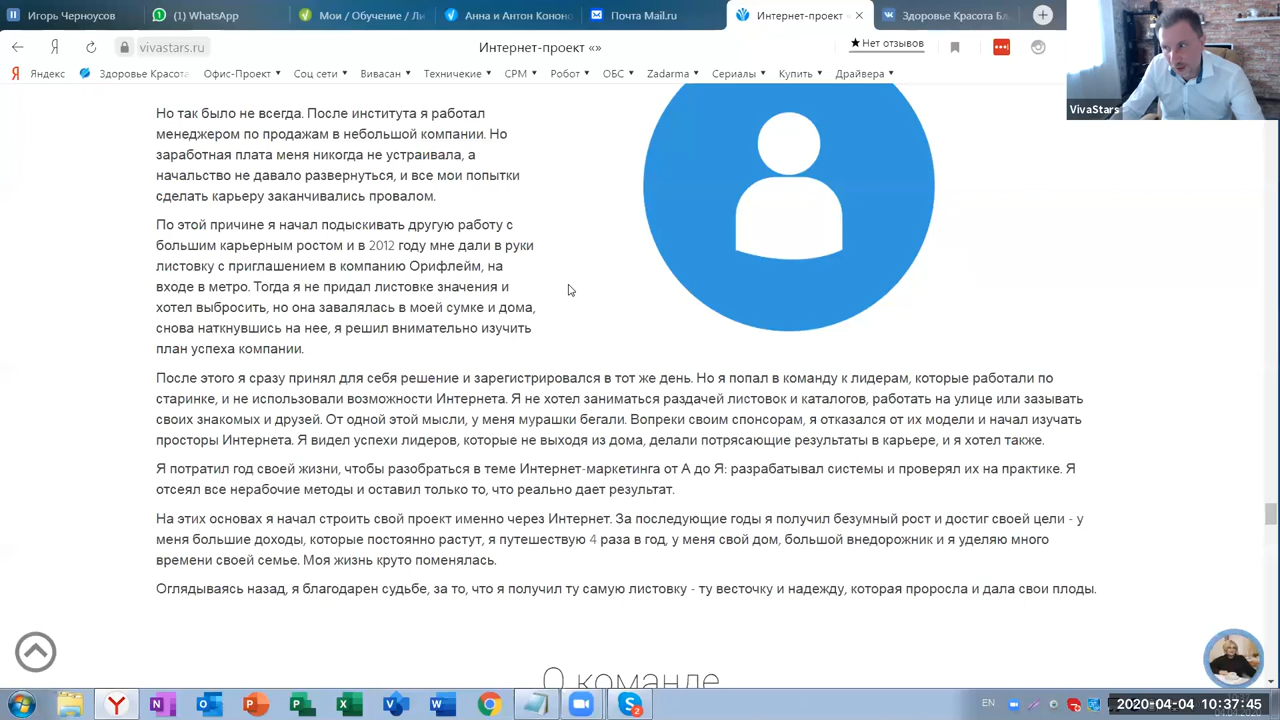 Игорь Черноусов
(1) WhatsApp
Мои / Обучение / Ли
Анна и Антон Конон
Почта Mail.ru
Интернет-проект «
Здоровье Красота Ба
vivastars.ru
Интернет-проект «»
Нет отзывов
Яндекс
Здоровье Красота
Офис-Проект
Соц сети
Вивасан
Техничекие
СРМ
Робот
ОБС
Zadarma
Сериалы
Купить
Драйвера
VivaStars
Но так было не всегда. После института я работал
менеджером по продажам в небольшой компании. Но
заработная плата меня никогда не устраивала, а
начальство не давало развернуться, и все мои попытки
сделать карьеру заканчивались провалом.
По этой причине я начал подыскивать другую работу с
большим карьерным ростом и в 2012 году мне дали в руки
листовку с приглашением в компанию Орифлейм, на
входе в метро. Тогда я не придал листовке значения и
хотел выбросить, но она завалялась в моей сумке и дома,
снова наткнувшись на нее, я решил внимательно изучить
план успеха компании.
После этого я сразу принял для себя решение и зарегистрировался в тот же день. Но я попал в команду к лидерам, которые работали по
старинке, и не использовали возможности Интернета. Я не хотел заниматься раздачей листовок и каталогов, работать на улице или зазывать
своих знакомых и друзей. От одной этой мысли, у меня мурашки бегали. Вопреки своим спонсорам, я отказался от их модели и начал изучать
просторы Интернета. Я видел успехи лидеров, которые не выходя из дома, делали потрясающие результаты в карьере, и я хотел также.
Я потратил год своей жизни, чтобы разобраться в теме Интернет-маркетинга от А до Я: разрабатывал системы и проверял их на практике. Я
отсеял все нерабочие методы и оставил только то, что реально дает результат.
На этих основах я начал строить свой проект именно через Интернет. За последующие годы я получил безумный рост и достиг своей цели - у
меня большие доходы, которые постоянно растут, я путешествую 4 раза в год, у меня свой дом, большой внедорожник и я уделяю много
времени своей семье. Моя жизнь круто поменялась.
Оглядываясь назад, я благодарен судьбе, за то, что я получил ту самую листовку - ту весточку и надежду, которая проросла и дала свои плоды.
О команде
EN
2020-04-04 10:37:45